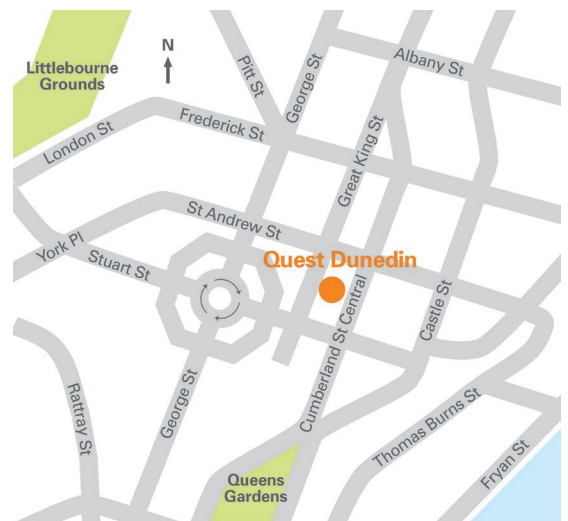 N
Littlebourne
Grounds
Pitt St
George St
Albany St
London St
Frederick St
Great King St
St Andrew St
York Pl
Stuart St
Quest Dunedin
Cumberland St Central
Castle St
Rattray St
George St
Thomas Burns St
Fryan St
Queens
Gardens